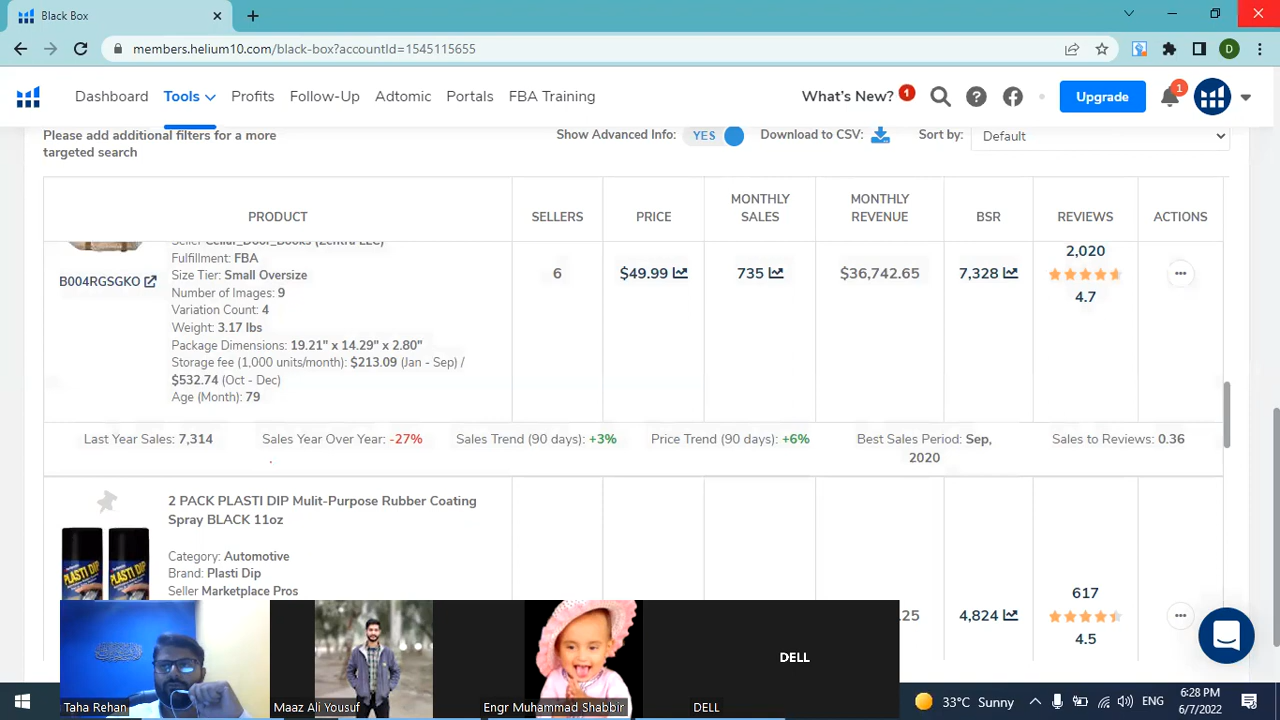 Black Box
members.helium10.com/black-box?accountId=1545115655
Dashboard Tools Profits Follow-Up Adtomic Portals FBA Training What's New? 1 Upgrade 1 D
Please add additional filters for a more
targeted search
Show Advanced Info: YES Download to CSV: Sort by: Default
PRODUCT SELLERS PRICE MONTHLY SALES MONTHLY REVENUE BSR REVIEWS ACTIONS
Seller Cellar_Door_Books (Zentra LLC)
Fulfillment: FBA
B004RGSGKO
Size Tier: Small Oversize
Number of Images: 9
Variation Count: 4
Weight: 3.17 lbs
Package Dimensions: 19.21" x 14.29" x 2.80"
Storage fee (1,000 units/month): $213.09 (Jan - Sep) /
$532.74 (Oct - Dec)
Age (Month): 79
6 $49.99 735 $36,742.65 7,328
2,020
4.7
Last Year Sales: 7,314 Sales Year Over Year: -27% Sales Trend (90 days): +3% Price Trend (90 days): +6% Best Sales Period: Sep, Sales to Reviews: 0.36
. 2020
2 PACK PLASTI DIP Mulit-Purpose Rubber Coating
Spray BLACK 11oz
Category: Automotive
Brand: Plasti Dip
Seller Marketplace Pros
PLASTI DIP PLASTI DIP
25 4,824
617
4.5
Taha Rehan
Maaz Ali Yousuf
Engr Muhammad Shabbir
DELL
DELL
33°C Sunny
ENG
6:28 PM
6/7/2022